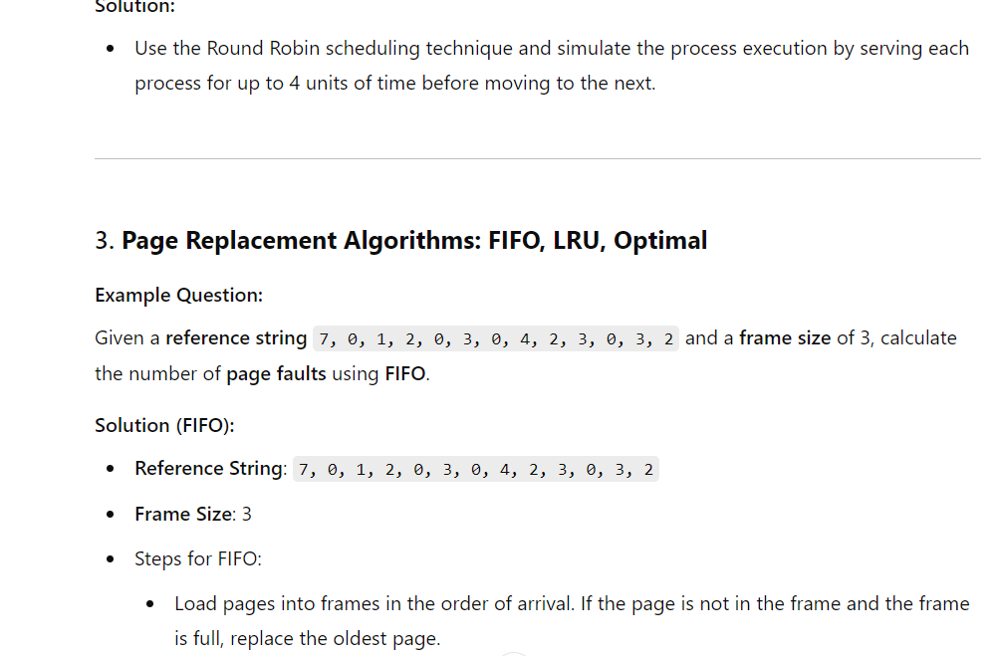 Solution:
• Use the Round Robin scheduling technique and simulate the process execution by serving each
process for up to 4 units of time before moving to the next.
3. Page Replacement Algorithms: FIFO, LRU, Optimal
Example Question:
Given a reference string 7, 0, 1, 2, 0, 3, 0, 4, 2, 3, 0, 3, 2 and a frame size of 3, calculate
the number of page faults using FIFO.
Solution (FIFO):
• Reference String: 7, 0, 1, 2, 0, 3, 0, 4, 2, 3, 0, 3, 2
• Frame Size: 3
• Steps for FIFO:
• Load pages into frames in the order of arrival. If the page is not in the frame and the frame
is full, replace the oldest page.